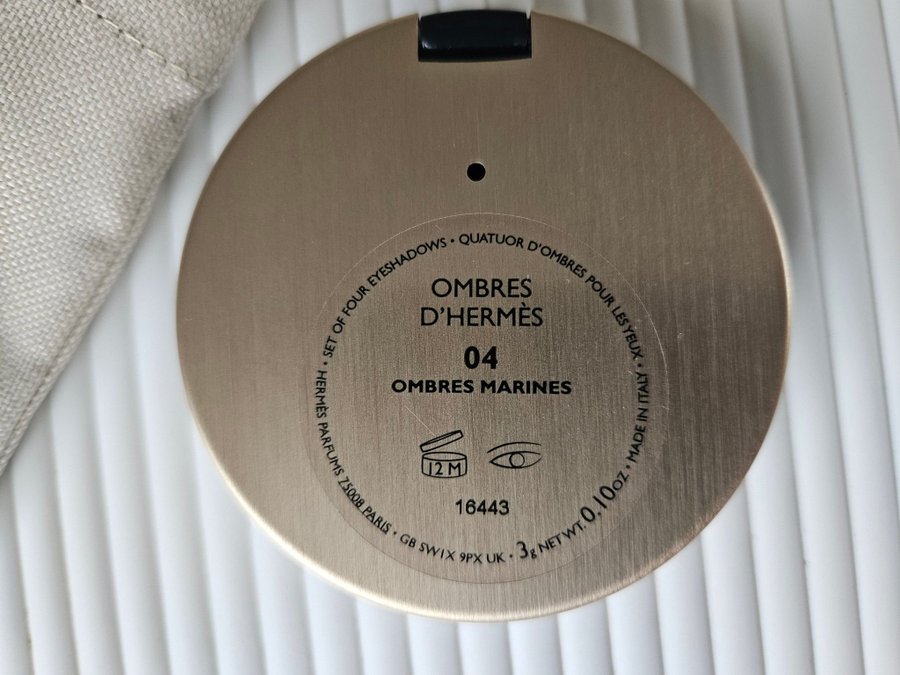 SET OF FOUR EYESHADOWS • QUATUOR D'OMBRES POUR LES YEUX • MADE IN ITALY • 3g NET WT. 0.10OZ • GB SW1X 9PX UK • HERMÈS PARFUMS 75008 PARIS •
OMBRES
D'HERMÈS
04
OMBRES MARINES
12 M
16443